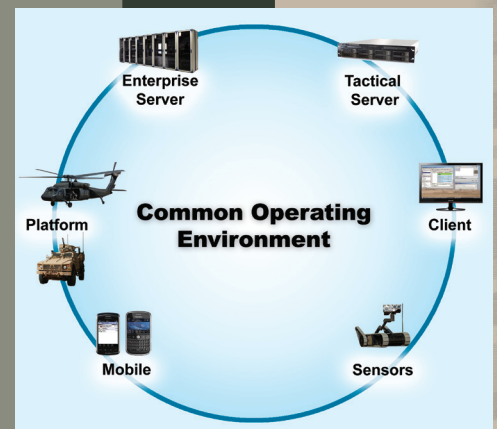 Enterprise
Server
Tactical
Server
Platform
Common Operating
Environment
Client
Mobile
Sensors